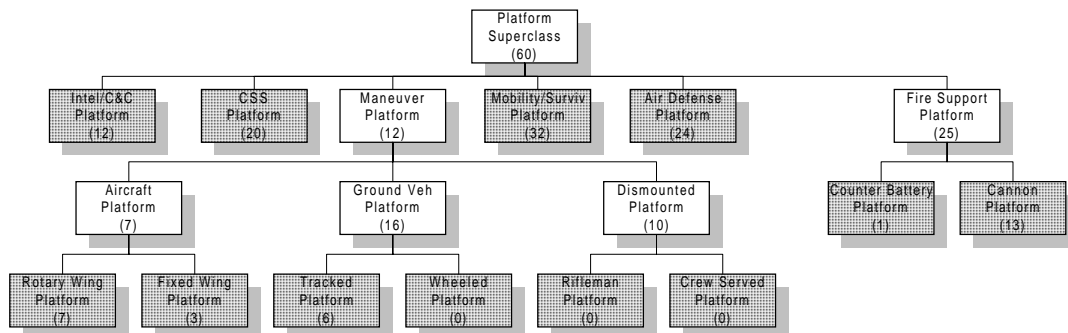 Platform
Superclass
(60)
Intel/C&C
Platform
(12)
CSS
Platform
(20)
Maneuver
Platform
(12)
Mobility/Surviv
Platform
(32)
Air Defense
Platform
(24)
Fire Support
Platform
(25)
Aircraft
Platform
(7)
Ground Veh
Platform
(16)
Dismounted
Platform
(10)
Counter Battery
Platform
(1)
Cannon
Platform
(13)
Rotary Wing
Platform
(7)
Fixed Wing
Platform
(3)
Tracked
Platform
(6)
Wheeled
Platform
(0)
Rifleman
Platform
(0)
Crew Served
Platform
(0)